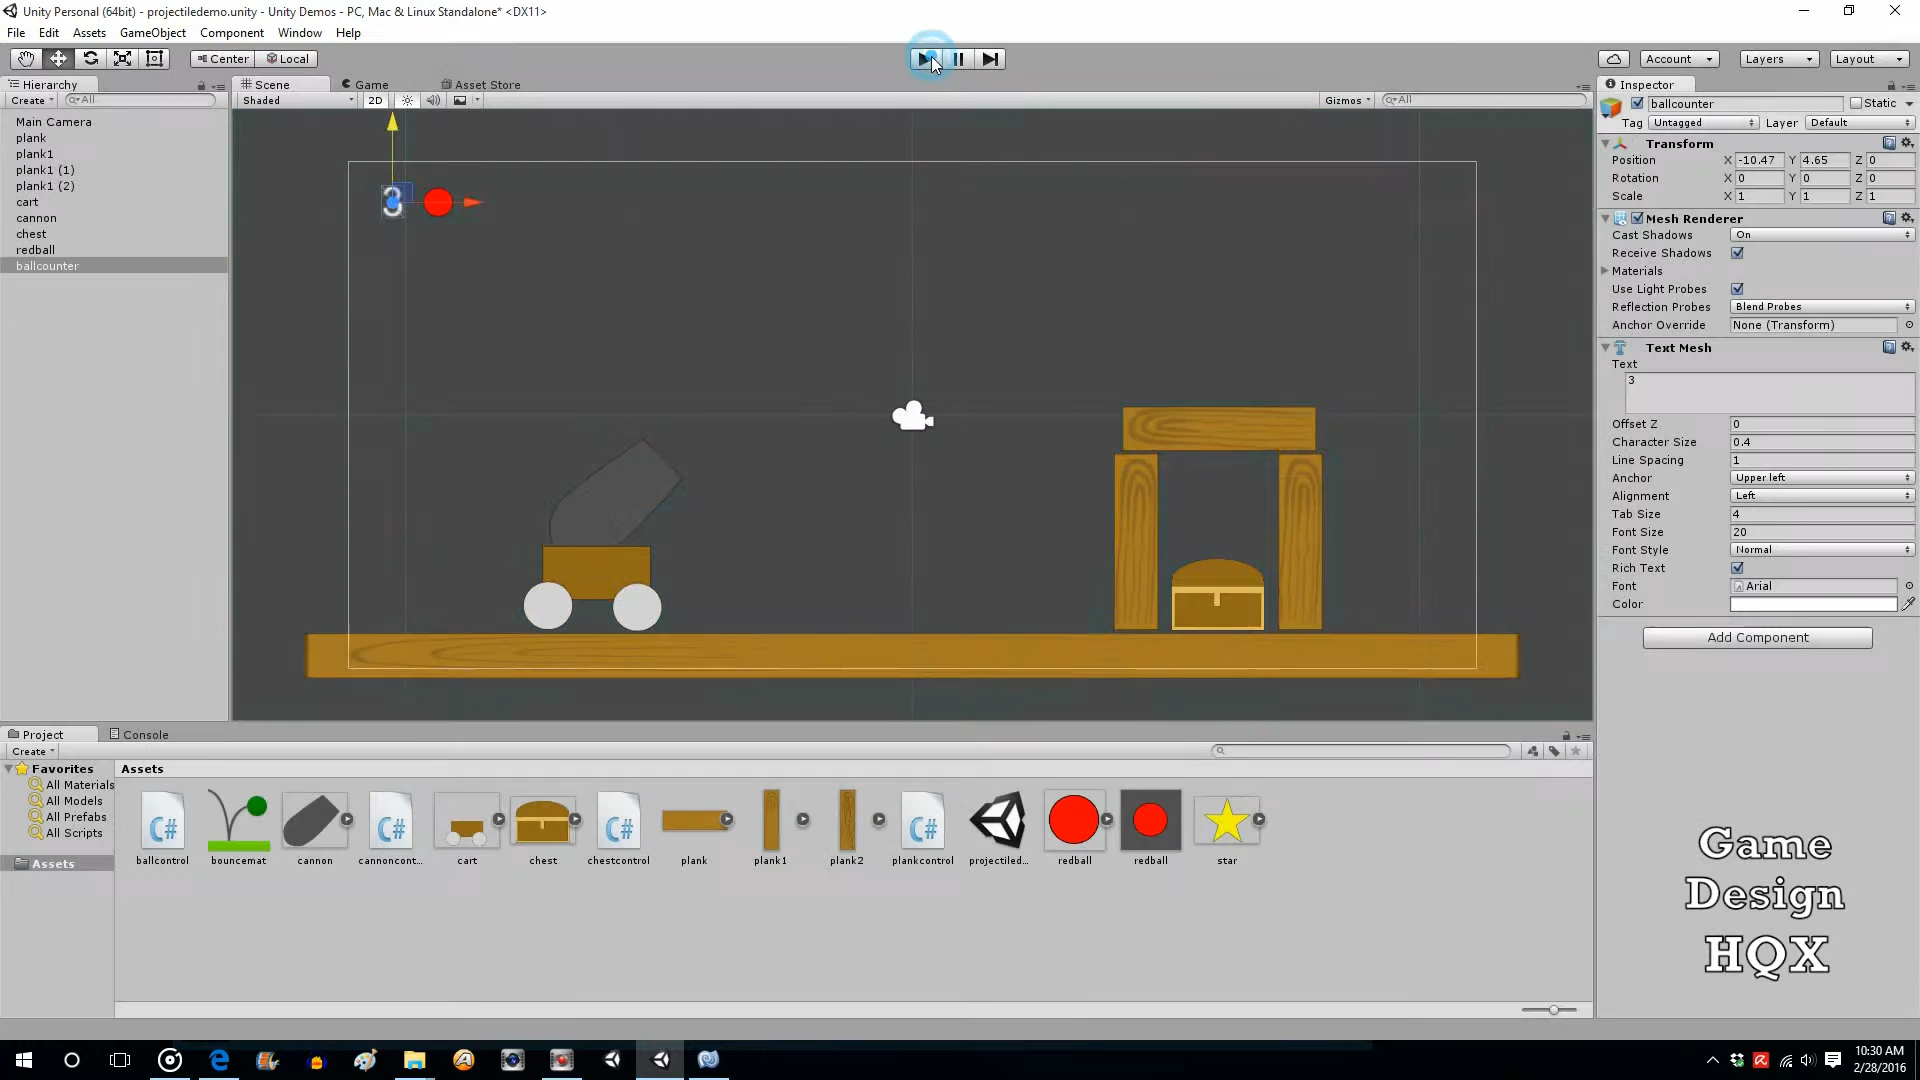 Unity Personal (64bit) - projectiledemo.unity - Unity Demos - PC, Mac & Linux Standalone* <DX11>
File Edit Assets GameObject Component Window Help
Center Local Account Layers Layout
Hierarchy Scene Game Asset Store Inspector
Create All Shaded 2D Gizmos All ballcounter Static
Tag Untagged Layer Default
Main Camera
plank
plank1
plank1 (1)
plank1 (2)
cart
cannon
chest
redball
ballcounter
3
Transform
Position X -10.47 Y 4.65 Z 0
Rotation X 0 Y 0 Z 0
Scale X 1 Y 1 Z 1
Mesh Renderer
Cast Shadows On
Receive Shadows
Materials
Use Light Probes
Reflection Probes Blend Probes
Anchor Override None (Transform)
Text Mesh
Text
3
Offset Z 0
Character Size 0.4
Line Spacing 1
Anchor Upper left
Alignment Left
Tab Size 4
Font Size 20
Font Style Normal
Rich Text
Font Arial
Color
Add Component
Project Console
Create
Favorites
All Materials
All Models
All Prefabs
All Scripts
Assets
Assets
C# C# C# C#
ballcontrol bouncemat cannon cannoncont... cart chest chestcontrol plank plank1 plank2 plankcontrol projectiled... redball redball star
Game
Design
HQX
10:30 AM
2/28/2016